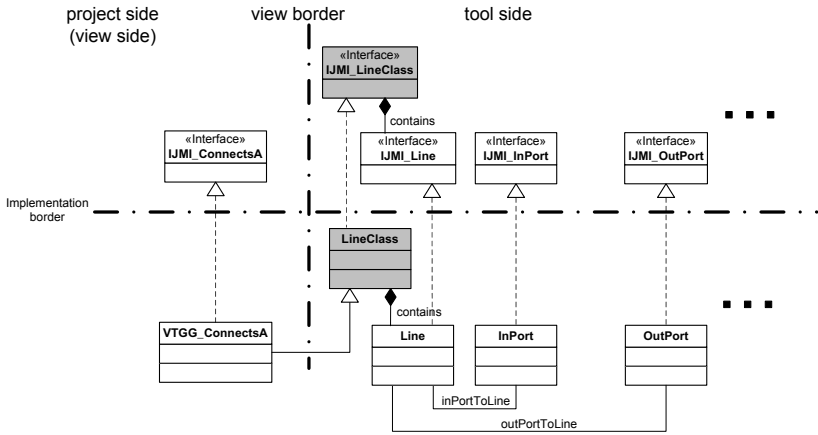 project side
(view side)
view border
tool side
«Interface»
IJMI_LineClass
contains
«Interface»
IJMI_ConnectsA
«Interface»
IJMI_Line
«Interface»
IJMI_InPort
«Interface»
IJMI_OutPort
Implementation
border
LineClass
contains
VTGG_ConnectsA
Line
InPort
OutPort
inPortToLine
outPortToLine